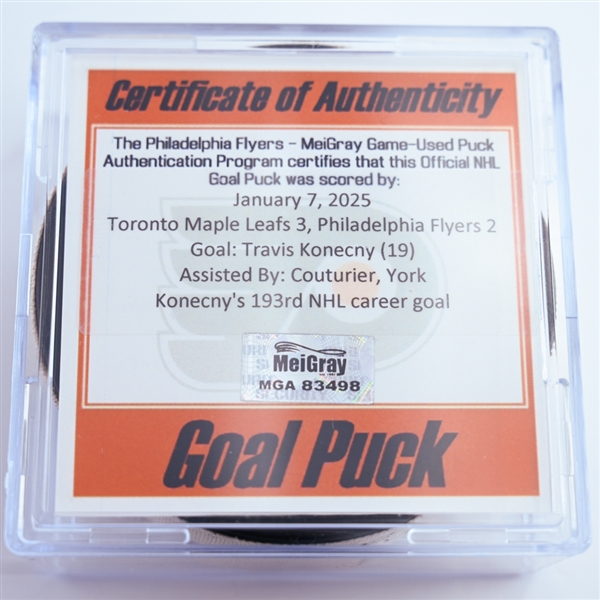 Certificate of Authenticity
The Philadelphia Flyers – MeiGray Game-Used Puck
Authentication Program certifies that this Official NHL
Goal Puck was scored by:
January 7, 2025
Toronto Maple Leafs 3, Philadelphia Flyers 2
Goal: Travis Konecny (19)
Assisted By: Couturier, York
Konecny's 193rd NHL career goal
MeiGray
MGA 83498
SECURITY
Goal Puck